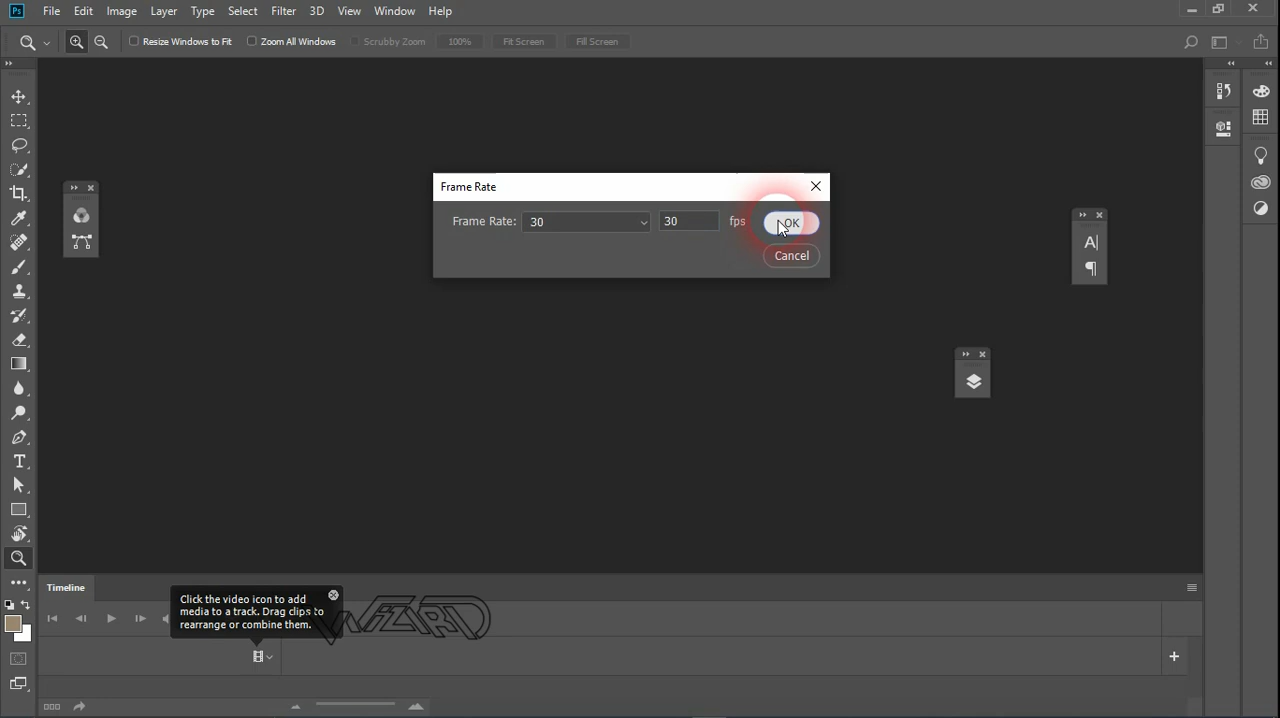 Ps File Edit Image Layer Type Select Filter 3D View Window Help
Resize Windows to Fit Zoom All Windows Scrubby Zoom 100% Fit Screen Fill Screen
Frame Rate
Frame Rate: 30 30 fps OK
Cancel
A
Timeline
Click the video icon to add
media to a track. Drag clips to
rearrange or combine them.
WIZARD